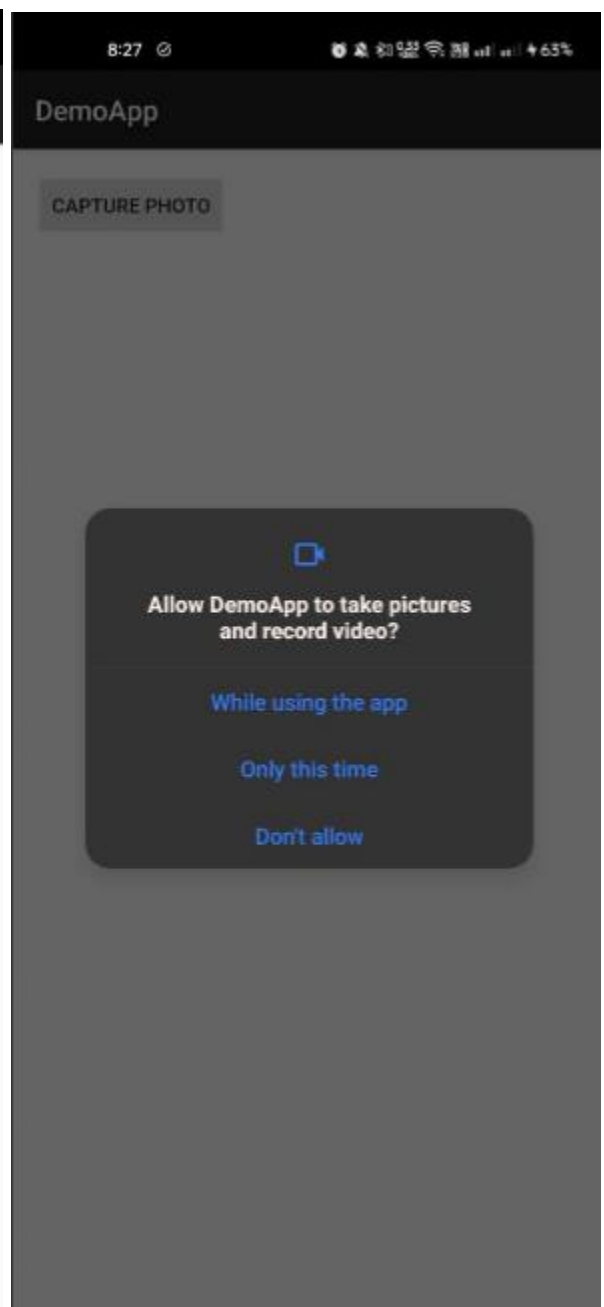 8:27 63%
DemoApp
CAPTURE PHOTO
Allow DemoApp to take pictures
and record video?
While using the app
Only this time
Don't allow